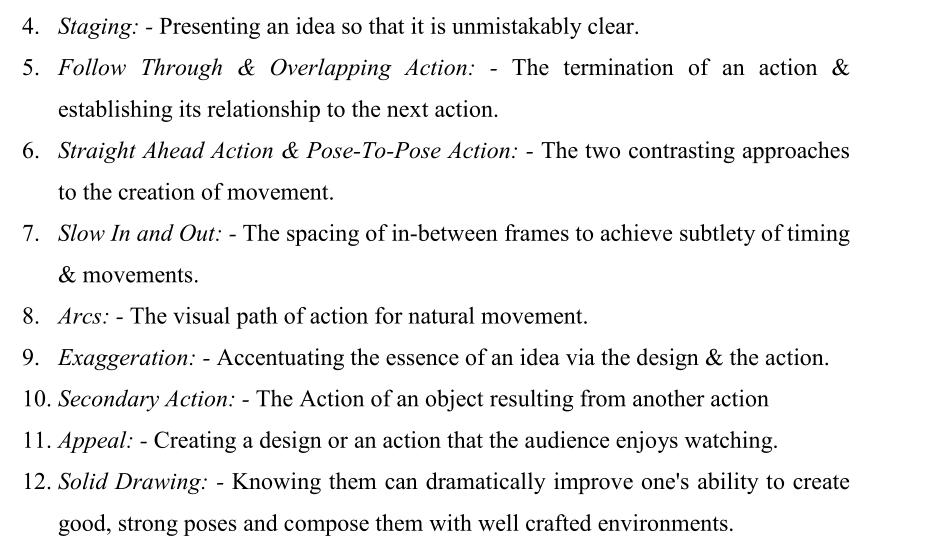 4. Staging: - Presenting an idea so that it is unmistakably clear.
5. Follow Through & Overlapping Action: - The termination of an action &
establishing its relationship to the next action.
6. Straight Ahead Action & Pose-To-Pose Action: - The two contrasting approaches
to the creation of movement.
7. Slow In and Out: - The spacing of in-between frames to achieve subtlety of timing
& movements.
8. Arcs: - The visual path of action for natural movement.
9. Exaggeration: - Accentuating the essence of an idea via the design & the action.
10. Secondary Action: - The Action of an object resulting from another action
11. Appeal: - Creating a design or an action that the audience enjoys watching.
12. Solid Drawing: - Knowing them can dramatically improve one's ability to create
good, strong poses and compose them with well crafted environments.